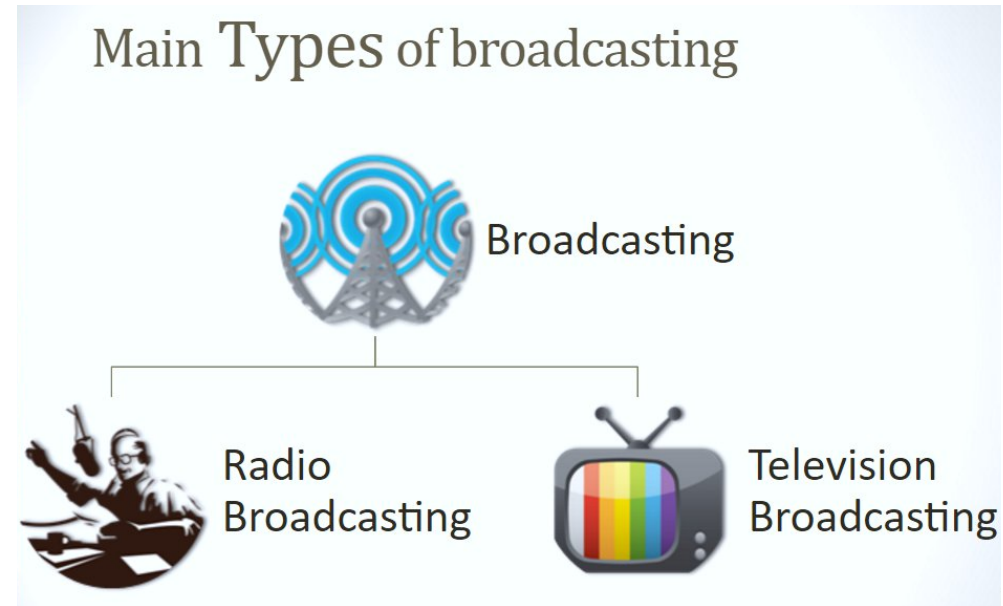 Main Types of broadcasting
Broadcasting
Radio
Broadcasting
Television
Broadcasting